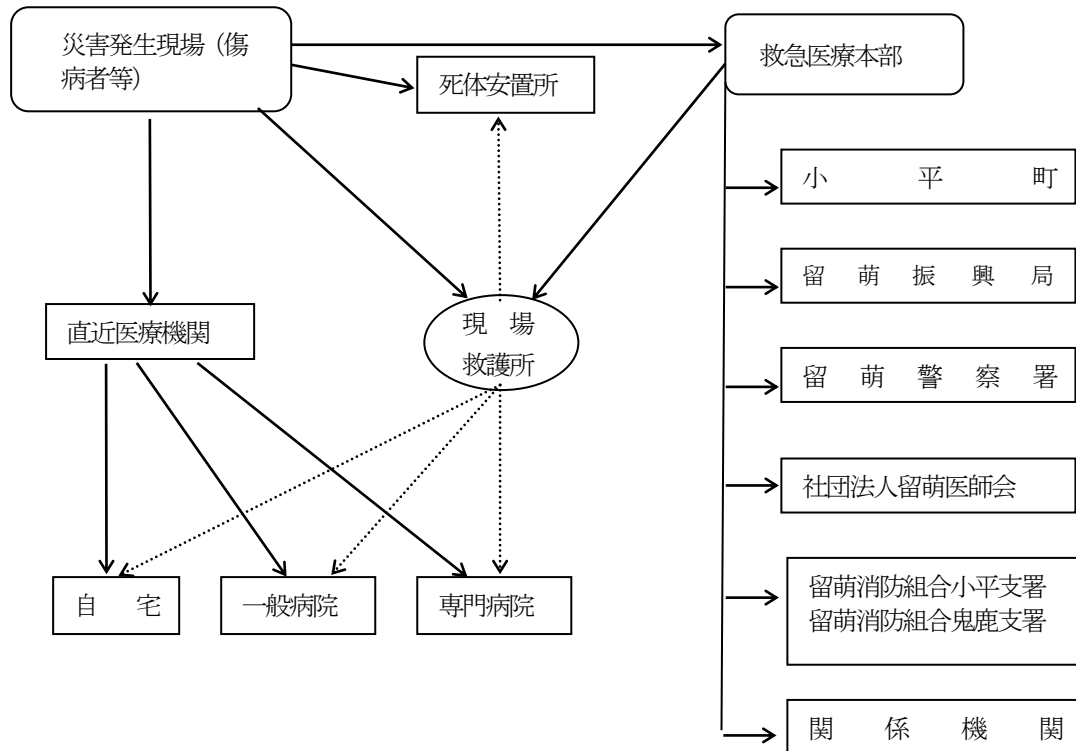 災害発生現場（傷
病者等）
救急医療本部
死体安置所
小平町
留萌振興局
直近医療機関
現場
救護所
留萌警察署
社団法人留萌医師会
留萌消防組合小平支署
留萌消防組合鬼鹿支署
自宅
一般病院
専門病院
関係機関